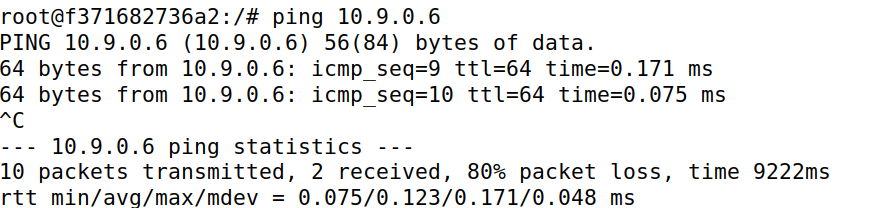 root@f371682736a2:/# ping 10.9.0.6
PING 10.9.0.6 (10.9.0.6) 56(84) bytes of data.
64 bytes from 10.9.0.6: icmp_seq=9 ttl=64 time=0.171 ms
64 bytes from 10.9.0.6: icmp_seq=10 ttl=64 time=0.075 ms
^C
--- 10.9.0.6 ping statistics ---
10 packets transmitted, 2 received, 80% packet loss, time 9222ms
rtt min/avg/max/mdev = 0.075/0.123/0.171/0.048 ms